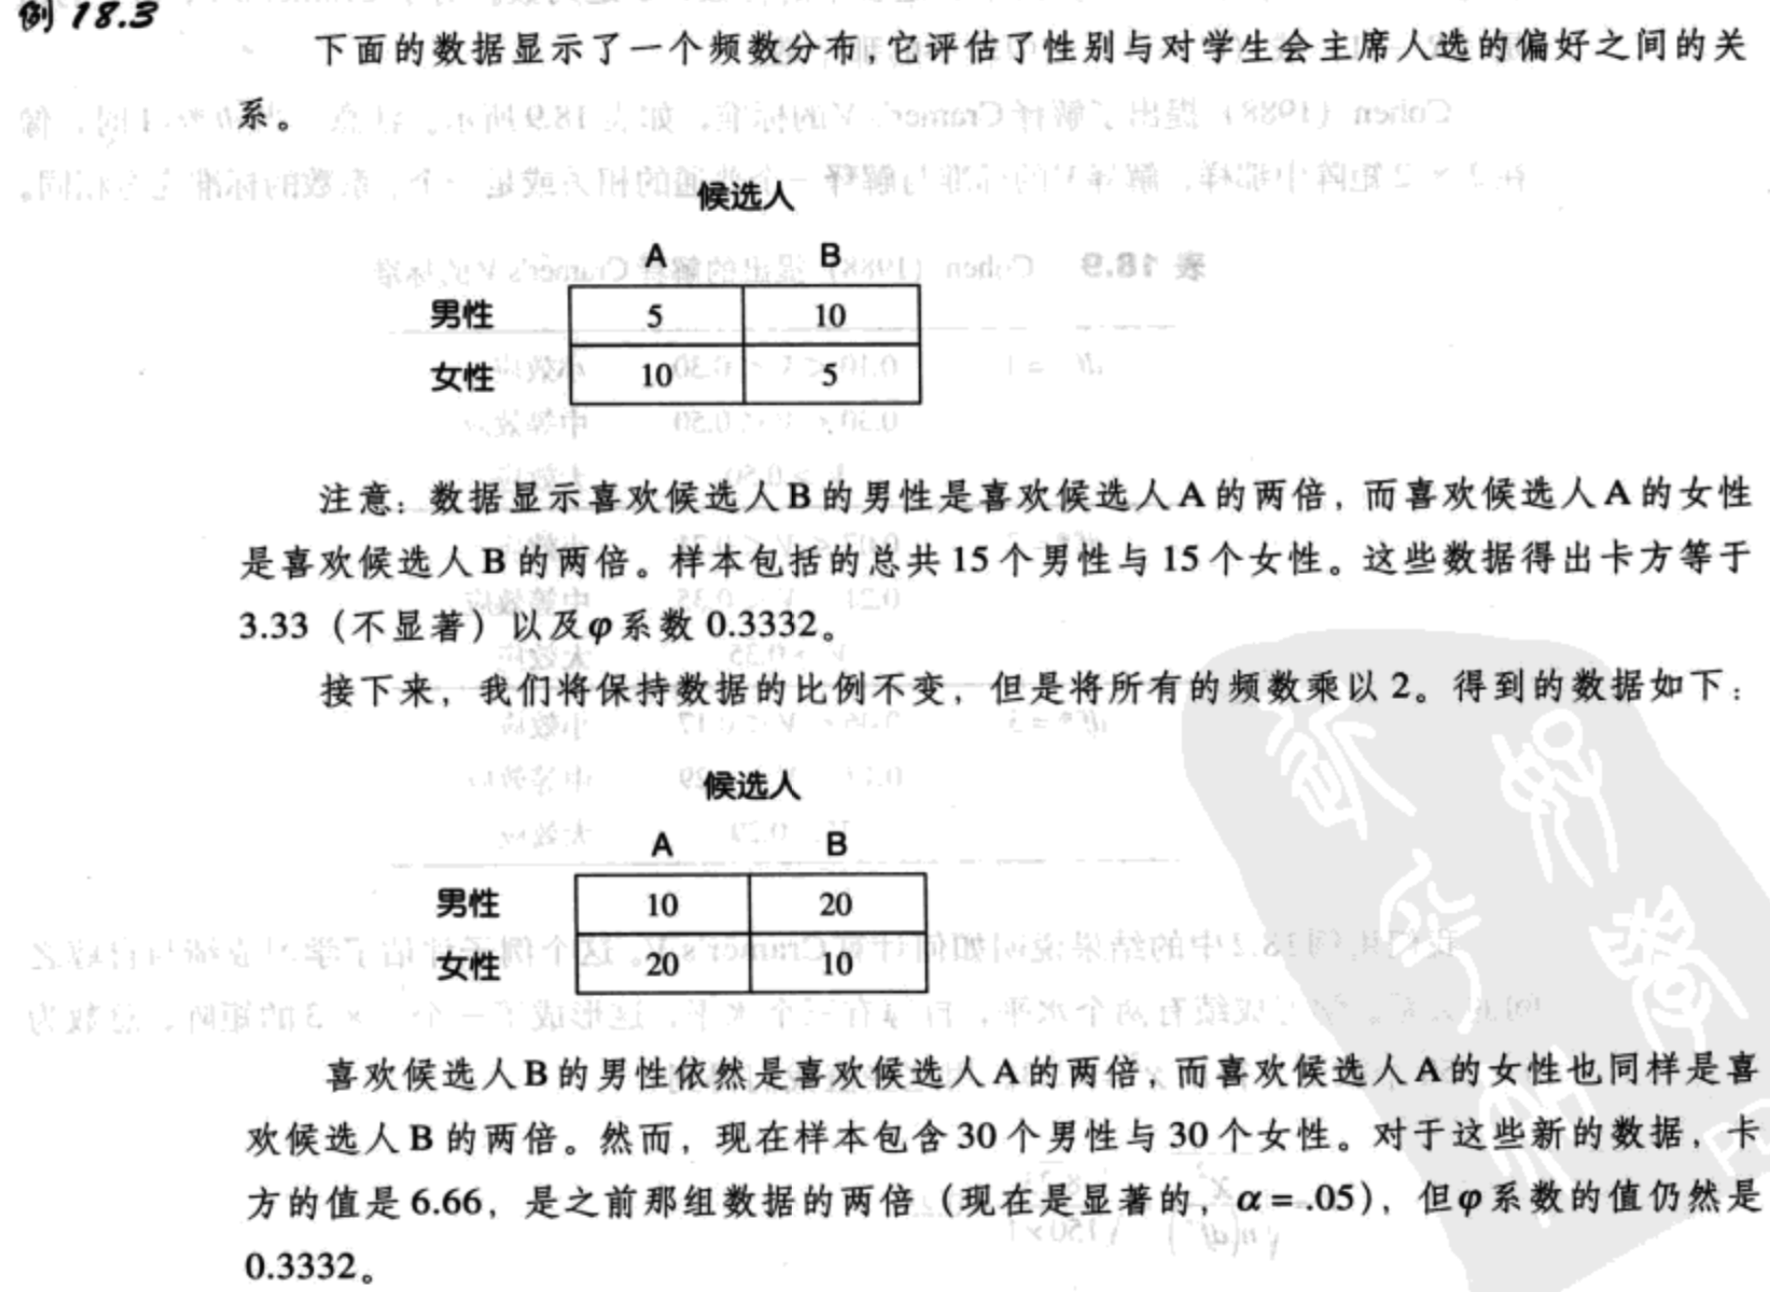 例 18.3
下面的数据显示了一个频数分布，它评估了性别与对学生会主席人选的偏好之间的关
系。
候选人
A B
男性 5 10
女性 10 5
注意：数据显示喜欢候选人B的男性是喜欢候选人A的两倍，而喜欢候选人A的女性
是喜欢候选人B的两倍。样本包括的总共15个男性与15个女性。这些数据得出卡方等于
3.33（不显著）以及φ系数0.3332。
接下来，我们将保持数据的比例不变，但是将所有的频数乘以2。得到的数据如下：
候选人
A B
男性 10 20
女性 20 10
喜欢候选人B的男性依然是喜欢候选人A的两倍，而喜欢候选人A的女性也同样是喜
欢候选人B的两倍。然而，现在样本包含30个男性与30个女性。对于这些新的数据，卡
方的值是6.66，是之前那组数据的两倍（现在是显著的，α=.05），但φ系数的值仍然是
0.3332。